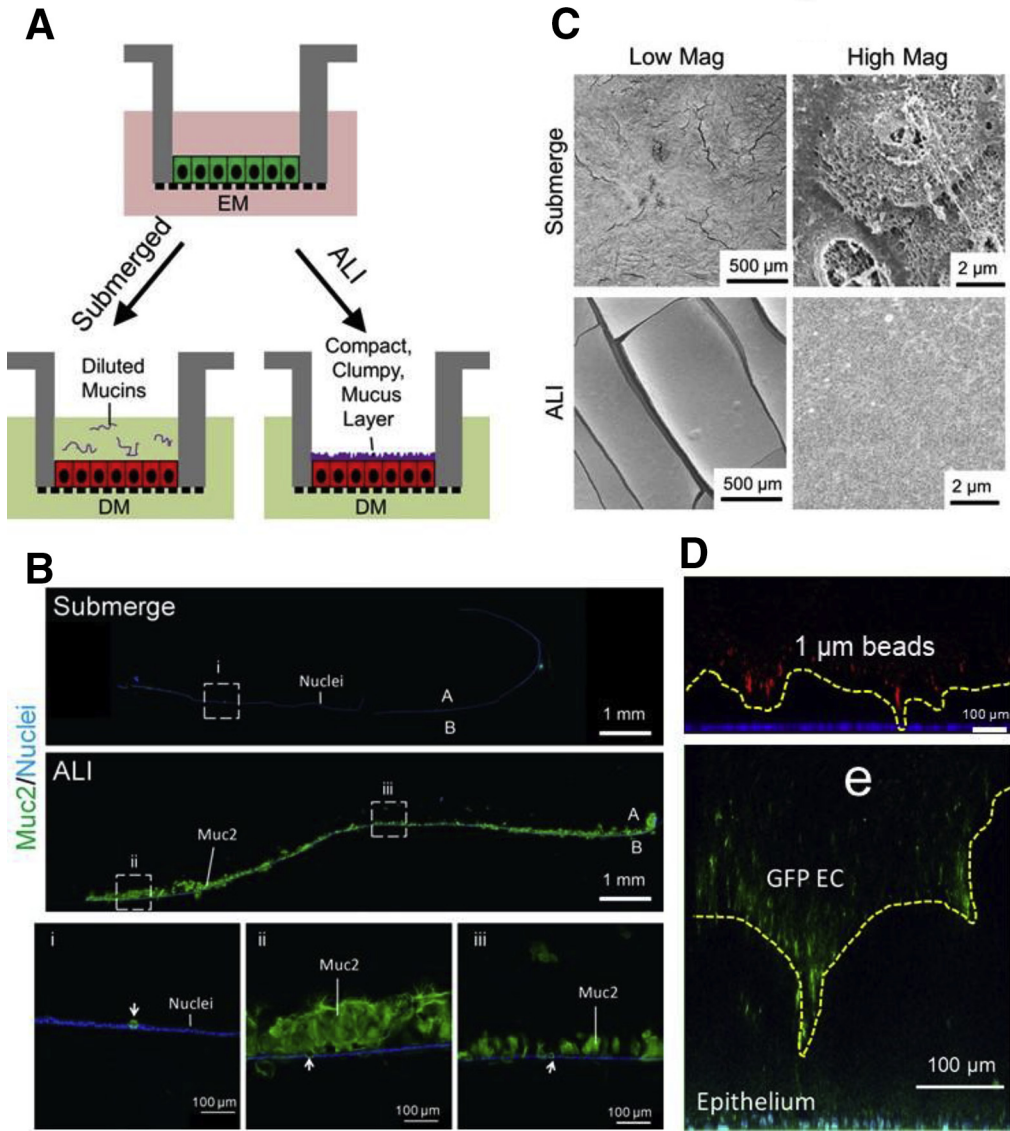 A
EM
Submerged
ALI
Diluted
Mucins
DM
Compact,
Clumpy,
Mucus
Layer
DM
B
Muc2/Nuclei
Submerge
i
Nuclei
A
B
1 mm
ALI
ii
Muc2
iii
A
B
1 mm
i
Nuclei
100 µm
ii
Muc2
100 µm
iii
Muc2
100 µm
C
Low Mag
High Mag
Submerge
500 µm
2 µm
ALI
500 µm
2 µm
D
1 µm beads
100 µm
e
GFP EC
100 µm
Epithelium